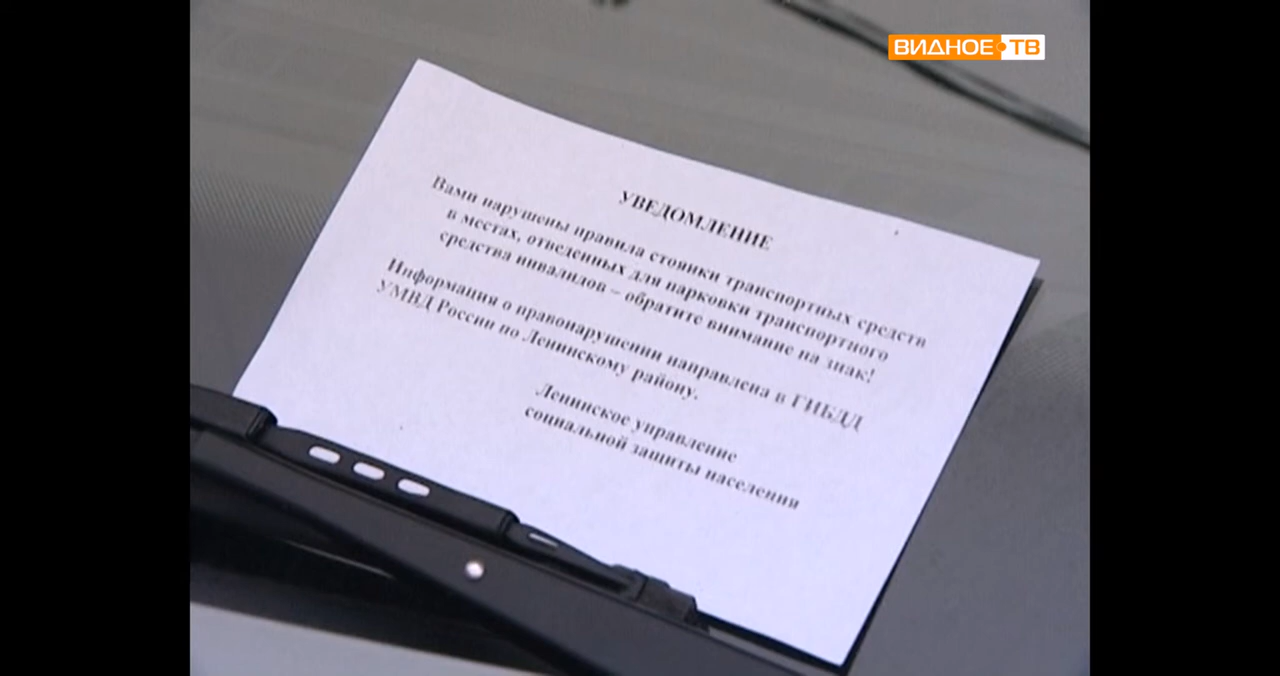 ВИДНОЕ ТВ
УВЕДОМЛЕНИЕ
Вами нарушены правила стоянки транспортных средств
в местах, отведенных для парковки транспортного
средства инвалидов – обратите внимание на знак!
Информация о правонарушении направлена в ГИБДД
УМВД России по Ленинскому району.
Ленинское управление
социальной защиты населения